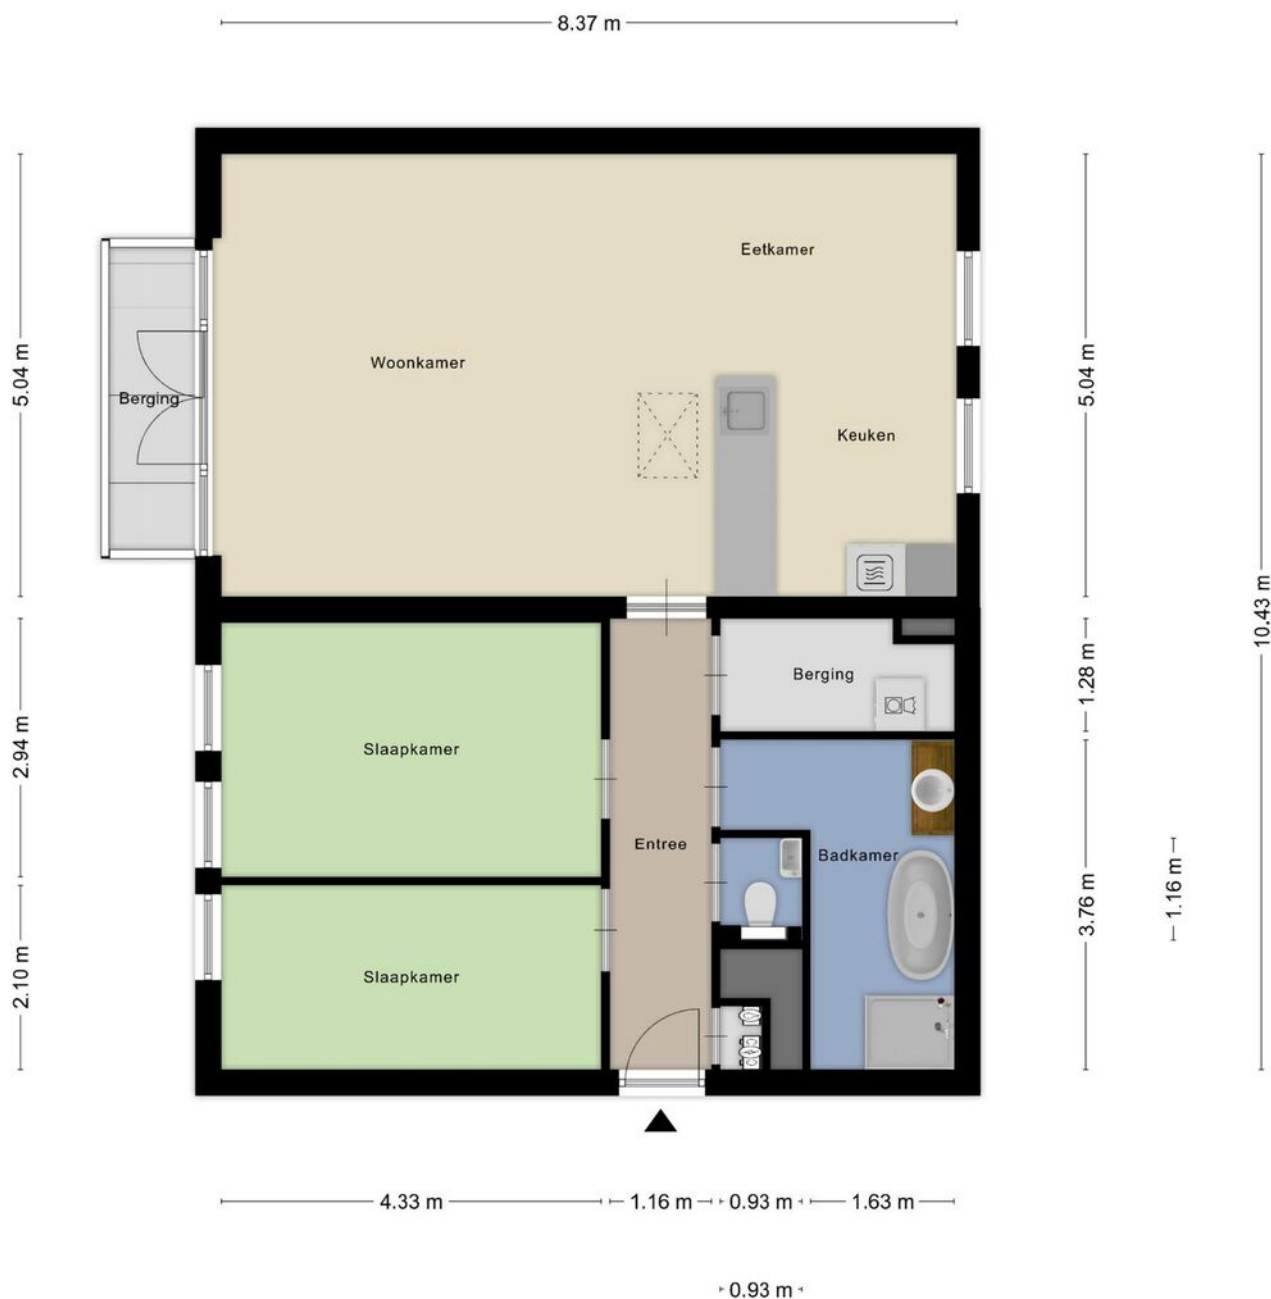 8.37 m
Eetkamer
5.04 m
Woonkamer
5.04 m
Berging
Keuken
10.43 m
1.28 m
Berging
2.94 m
Slaapkamer
Entree
Badkamer
1.16 m
3.76 m
2.10 m
Slaapkamer
4.33 m
1.16 m
0.93 m
1.63 m
0.93 m